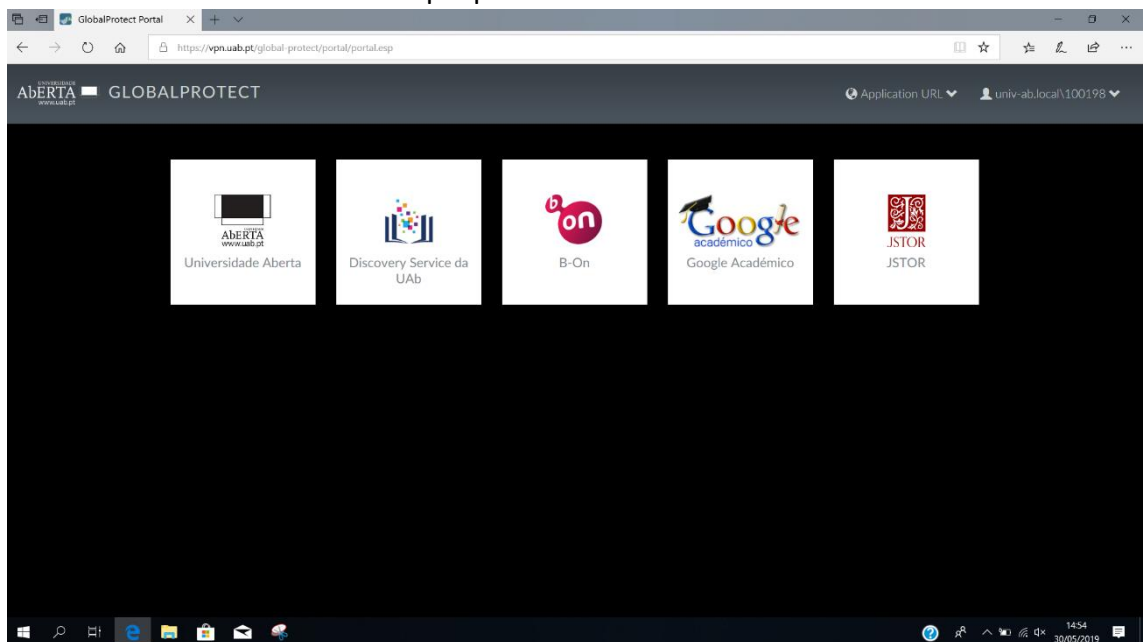 GlobalProtect Portal
https://vpn.uab.pt/global-protect/portal/portal.esp
UNIVERSIDADE
AbERTA
www.uab.pt
GLOBALPROTECT
Application URL
univ-ab.local\100198
UNIVERSIDADE
AbERTA
www.uab.pt
Universidade Aberta
Discovery Service da
UAb
b
on
B-On
Google
académico
Google Académico
J
JSTOR
JSTOR
14:54
30/05/2019